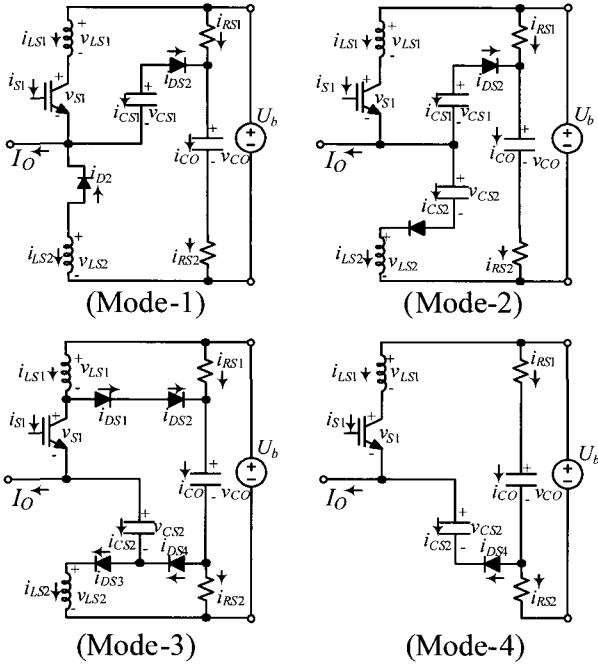 iLS1 + vLS1 - iRS1
iS1 + vS1 - iDS2
+ iCS1 vCS1 -
Ub + -
IO iCO + vCO -
iD2
iLS2 + vLS2 - iRS2
(Mode-1)
iLS1 + vLS1 - iRS1
iS1 + vS1 - iDS2
+ iCS1 vCS1 -
Ub + -
IO iCO + vCO -
+ iCS2 vCS2 -
iLS2 + vLS2 - iRS2
(Mode-2)
iLS1 + vLS1 - iRS1
iS1 + vS1 - iDS1 iDS2
Ub + -
IO iCO + vCO -
+ iCS2 vCS2 -
iDS3 iDS4
iLS2 + vLS2 - iRS2
(Mode-3)
iLS1 + vLS1 - iRS1
iS1 + vS1 -
Ub + -
IO iCO + vCO -
+ iCS2 vCS2 -
iDS4
iRS2
(Mode-4)